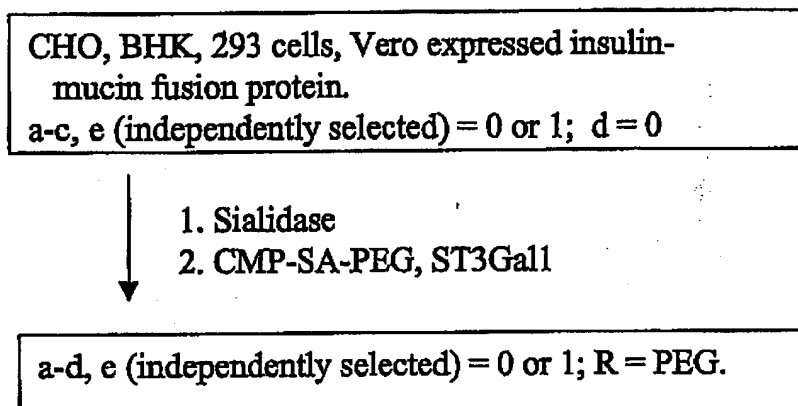 CHO, BHK, 293 cells, Vero expressed insulin-
mucin fusion protein.
a-c, e (independently selected) = 0 or 1; d = 0
1. Sialidase
2. CMP-SA-PEG, ST3Gal1
a-d, e (independently selected) = 0 or 1; R = PEG.